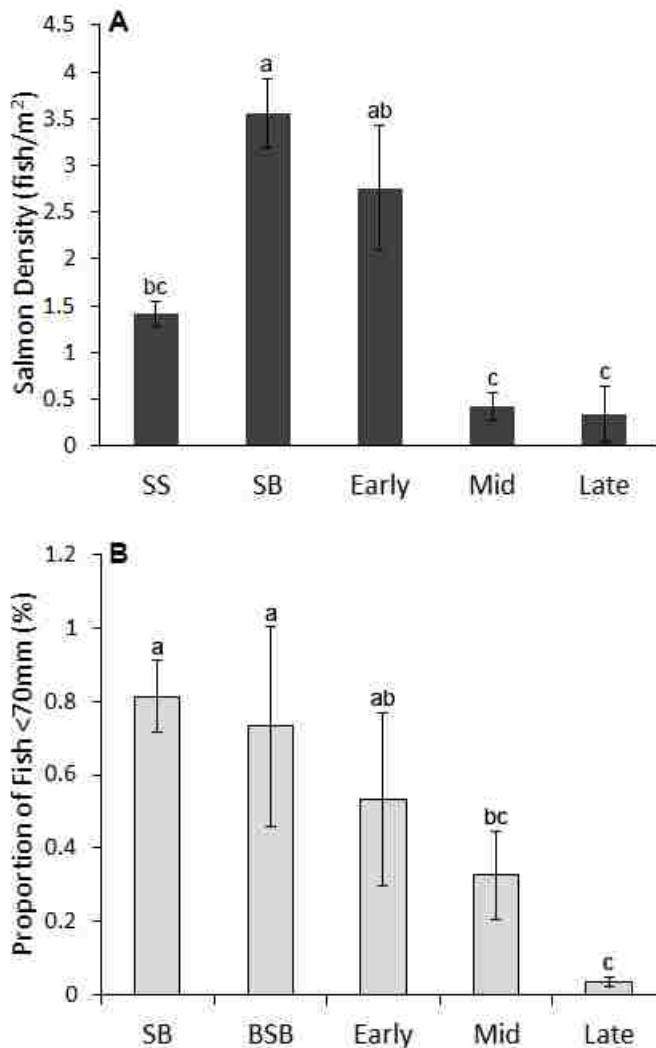 A
Salmon Density (fish/m²)
4.5
4
3.5
3
2.5
2
1.5
1
0.5
0
bc
a
ab
c
c
SS SB Early Mid Late
B
Proportion of Fish <70mm (%)
1.2
1
0.8
0.6
0.4
0.2
0
a
a
ab
bc
c
SB BSB Early Mid Late